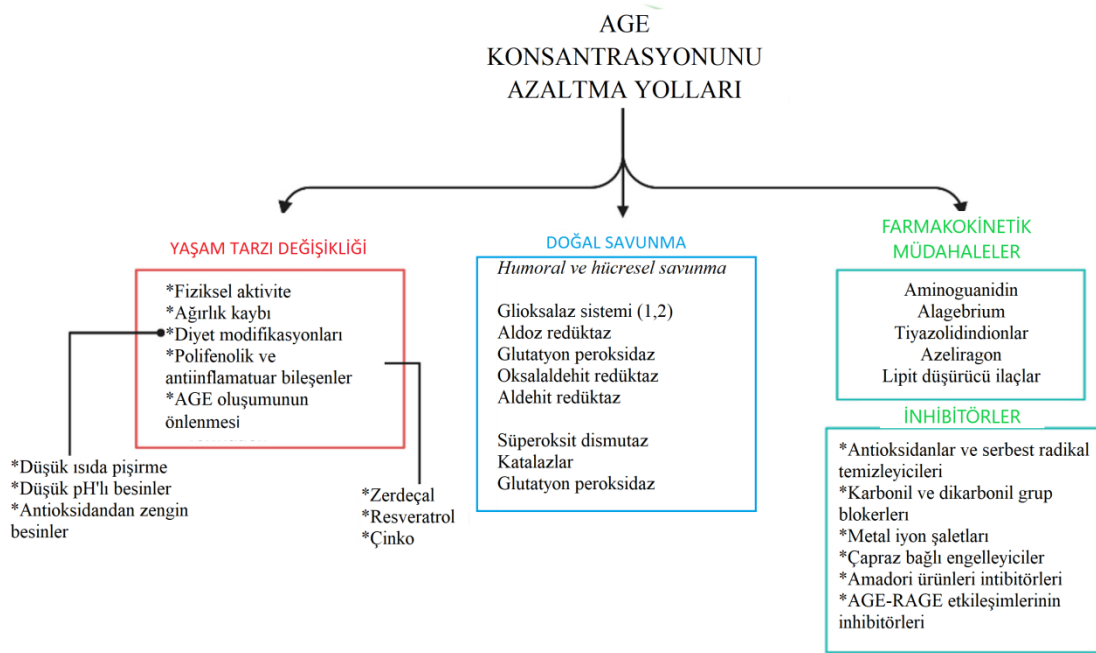 AGE
KONSANTRASYONUNU
AZALTMA YOLLARI
YAŞAM TARZI DEĞİŞİKLİĞİ
*Fiziksel aktivite
*Ağırlık kaybı
*Diyet modifikasyonları
*Polifenolik ve
antiinflamatuar bileşenler
*AGE oluşumunun
önlenmesi
*Düşük ısıda pişirme
*Düşük pH'lı besinler
*Antioksidandan zengin
besinler
*Zerdeçal
*Resveratrol
*Çinko
DOĞAL SAVUNMA
Humoral ve hücresel savunma
Glioksalaz sistemi (1,2)
Aldoz redüktaz
Glutatyon peroksidaz
Oksalaldehit redüktaz
Aldehit redüktaz
Süperoksit dismutaz
Katalazlar
Glutatyon peroksidaz
FARMAKOKİNETİK
MÜDAHALELER
Aminoguanidin
Alagebrium
Tiyazolidindionlar
Azeliragon
Lipit düşürücü ilaçlar
İNHİBİTÖRLER
*Antioksidanlar ve serbest radikal
temizleyicileri
*Karbonil ve dikarbonil grup
blokerleri
*Metal iyon şaletları
*Çapraz bağlı engelleyiciler
*Amadori ürünleri intibitörleri
*AGE-RAGE etkileşimlerinin
inhibitörleri